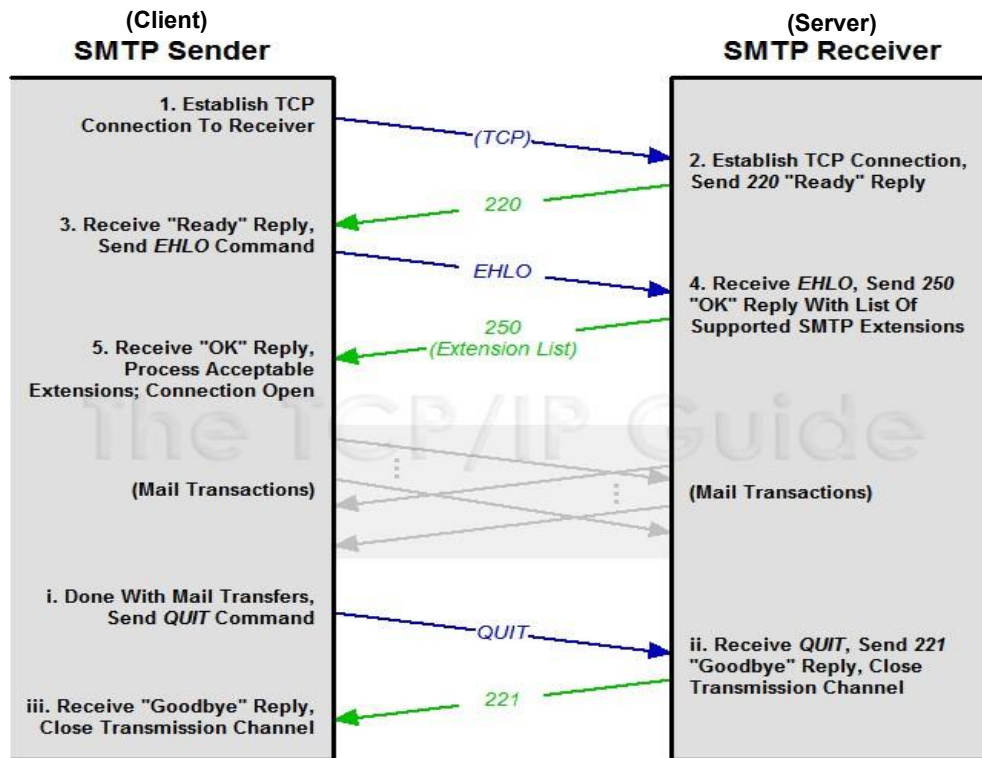 (Client)
SMTP Sender
(Server)
SMTP Receiver
1. Establish TCP
Connection To Receiver
(TCP)
2. Establish TCP Connection,
Send 220 "Ready" Reply
220
3. Receive "Ready" Reply,
Send EHLO Command
EHLO
4. Receive EHLO, Send 250
"OK" Reply With List Of
Supported SMTP Extensions
250
(Extension List)
5. Receive "OK" Reply,
Process Acceptable
Extensions; Connection Open
The TCP/IP Guide
(Mail Transactions)
(Mail Transactions)
i. Done With Mail Transfers,
Send QUIT Command
QUIT
ii. Receive QUIT, Send 221
"Goodbye" Reply, Close
Transmission Channel
221
iii. Receive "Goodbye" Reply,
Close Transmission Channel